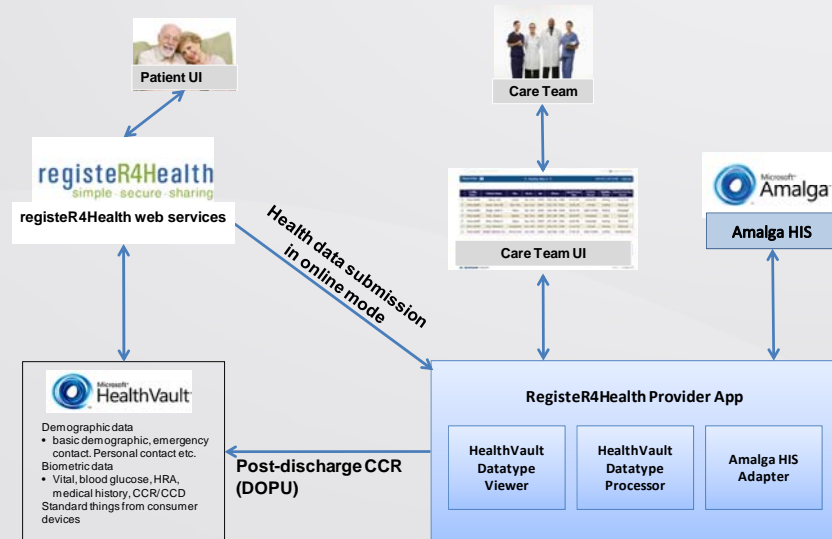 Patient UI
Care Team
registeR4Health
simple · secure · sharing
registeR4Health web services
Microsoft
Amalga
Amalga HIS
Care Team UI
Health data submission
in online mode
Microsoft
HealthVault
Demographic data
• basic demographic, emergency
contact. Personal contact etc.
Biometric data
• Vital, blood glucose, HRA,
medical history, CCR/CCD
Standard things from consumer
devices
Post-discharge CCR
(DOPU)
RegisteR4Health Provider App
HealthVault
Datatype
Viewer
HealthVault
Datatype
Processor
Amalga HIS
Adapter